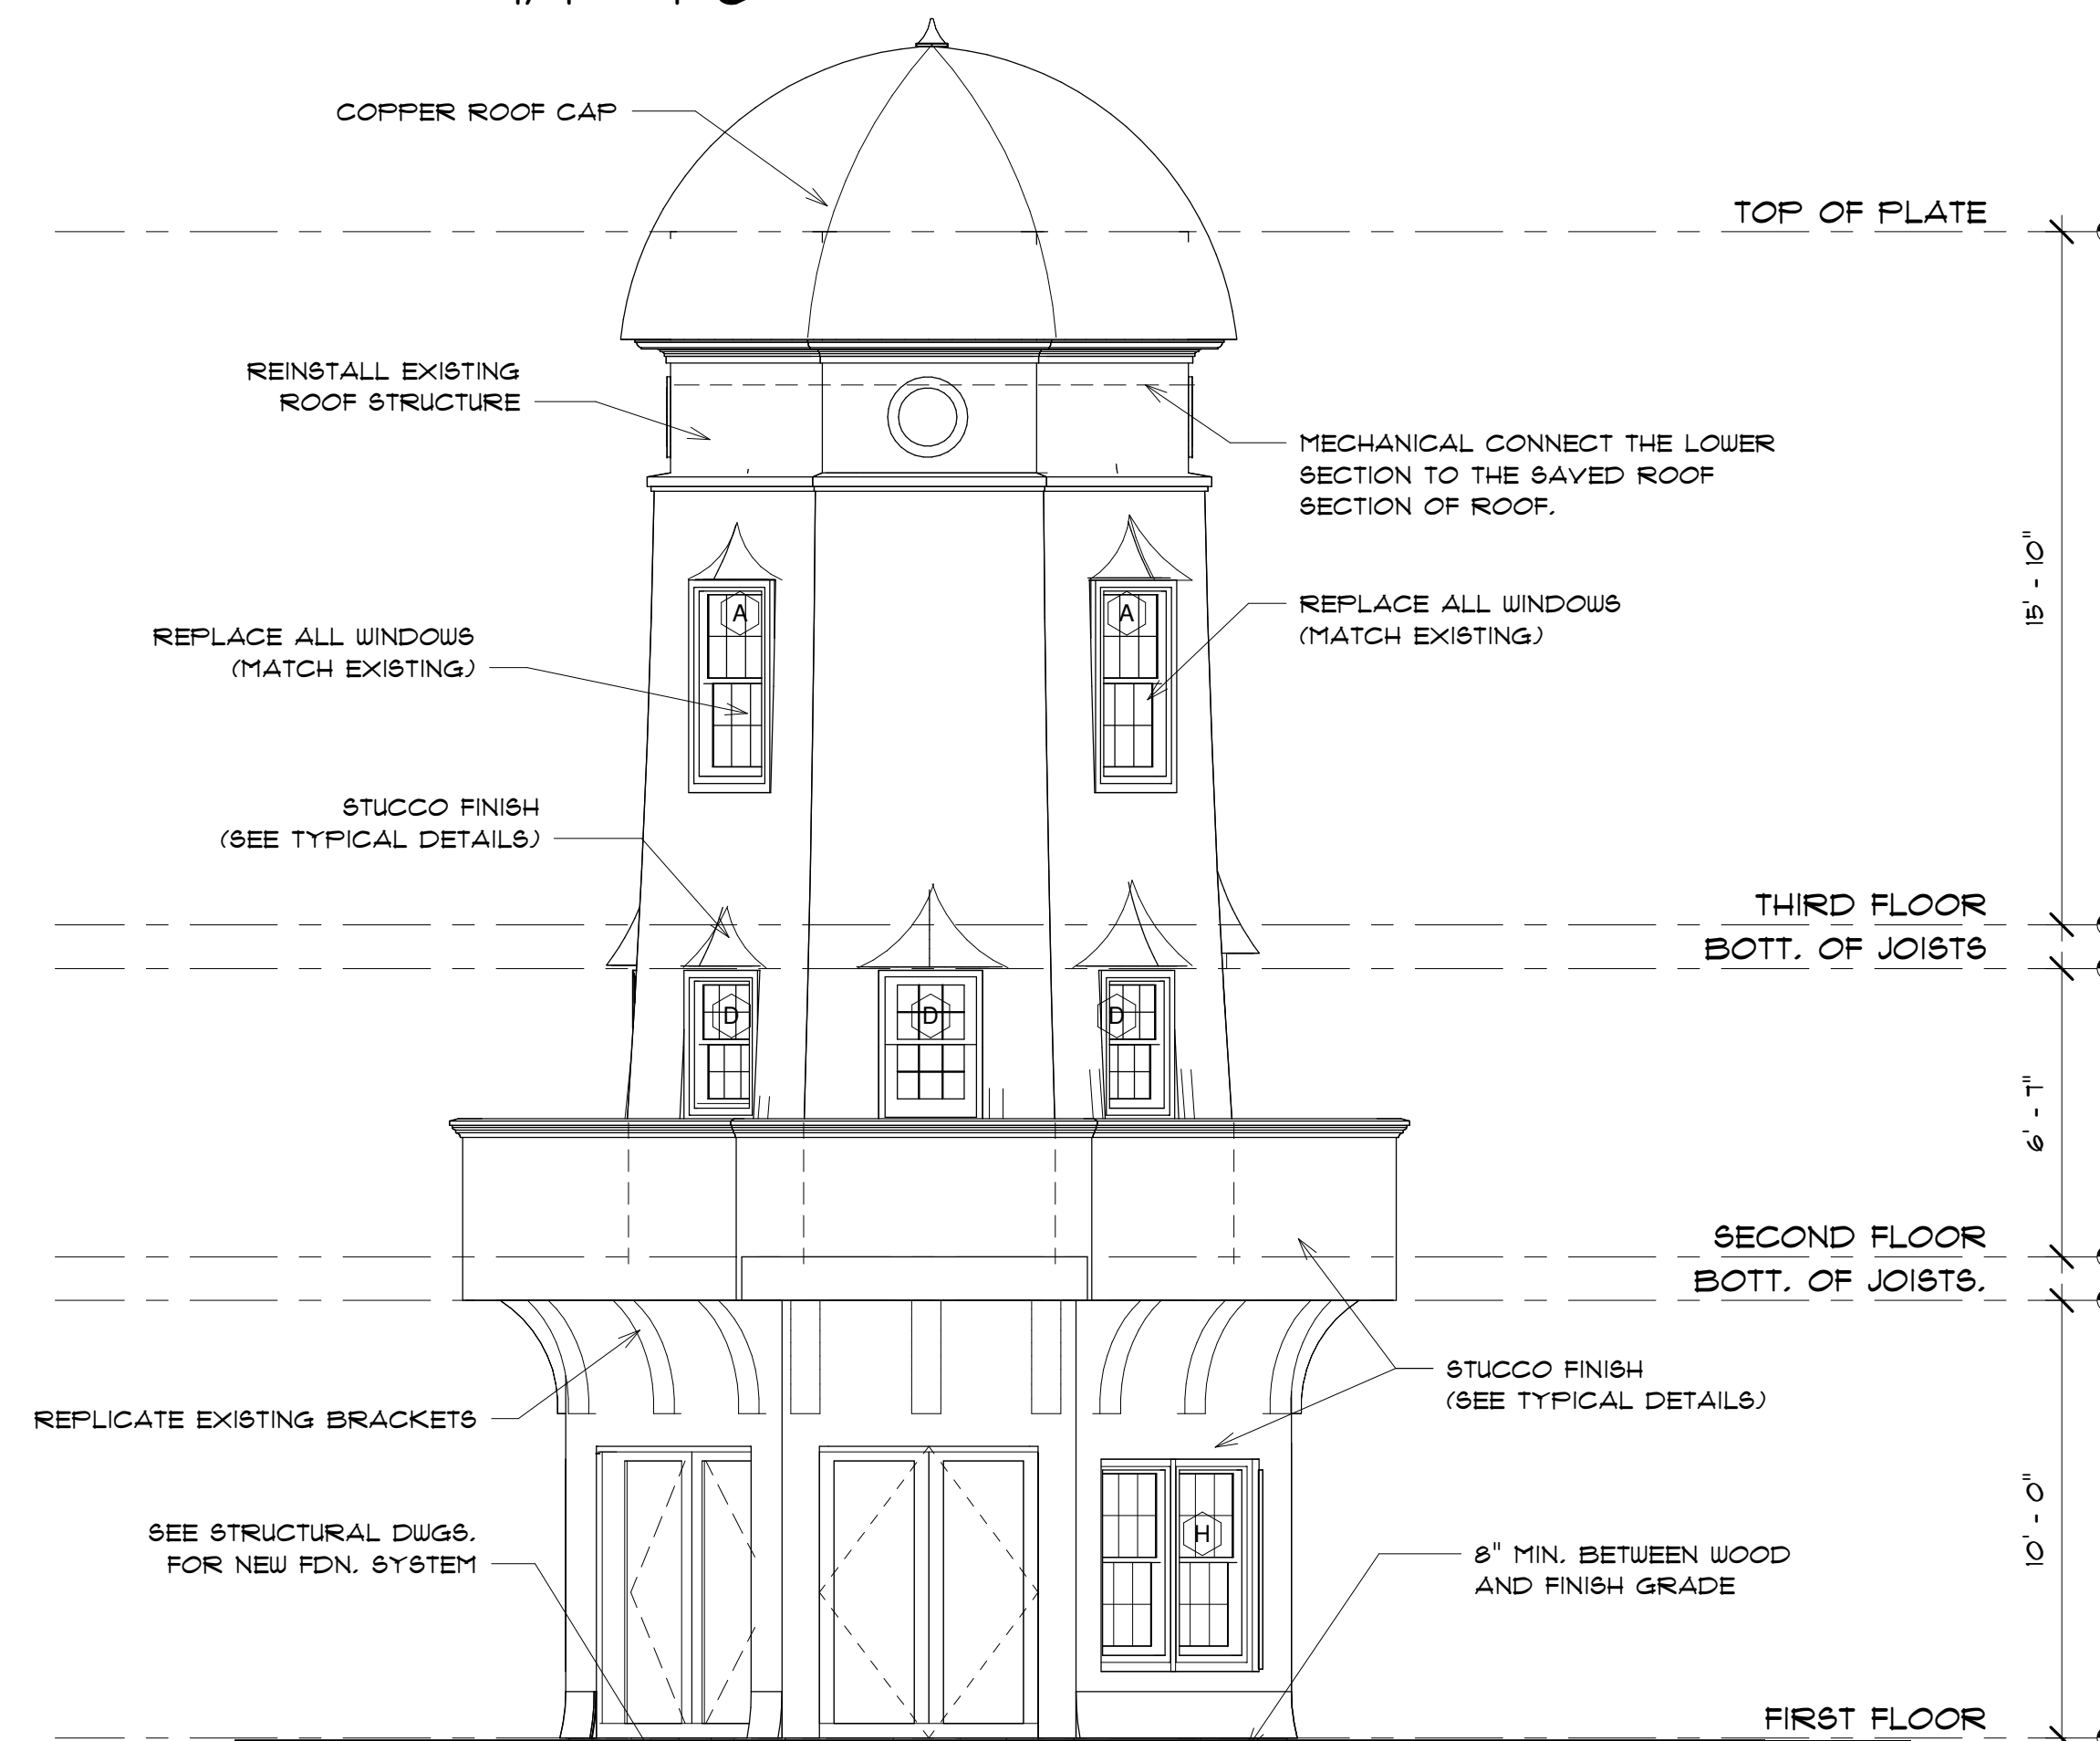 COPPER ROOF CAP
TOP OF PLATE
REINSTALL EXISTING
ROOF STRUCTURE
MECHANICAL CONNECT THE LOWER
SECTION TO THE SAVED ROOF
SECTION OF ROOF.
15' - 10"
A
A
REPLACE ALL WINDOWS
(MATCH EXISTING)
REPLACE ALL WINDOWS
(MATCH EXISTING)
STUCCO FINISH
(SEE TYPICAL DETAILS)
THIRD FLOOR
BOTT. OF JOISTS
D
D
D
6' - 7"
SECOND FLOOR
BOTT. OF JOISTS.
STUCCO FINISH
(SEE TYPICAL DETAILS)
REPLICATE EXISTING BRACKETS
10' - 0"
H
SEE STRUCTURAL DWGS.
FOR NEW FDN. SYSTEM
8" MIN. BETWEEN WOOD
AND FINISH GRADE
FIRST FLOOR